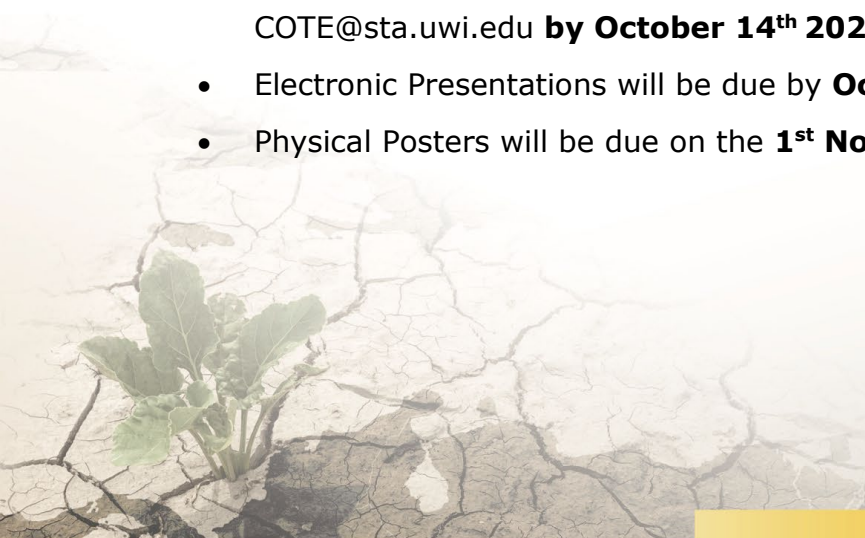 COTE@sta.uwi.edu by October 14th 202
• Electronic Presentations will be due by Oc
• Physical Posters will be due on the 1st No